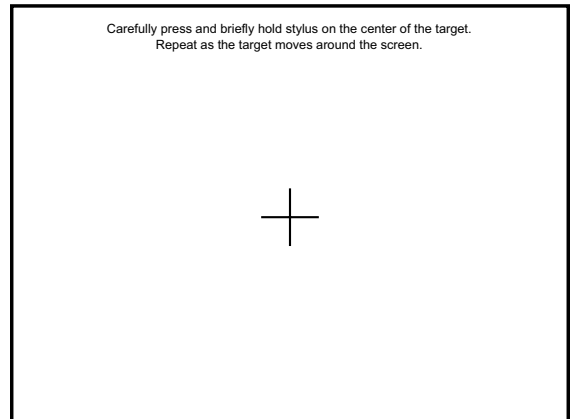 Carefully press and briefly hold stylus on the center of the target.
Repeat as the target moves around the screen.